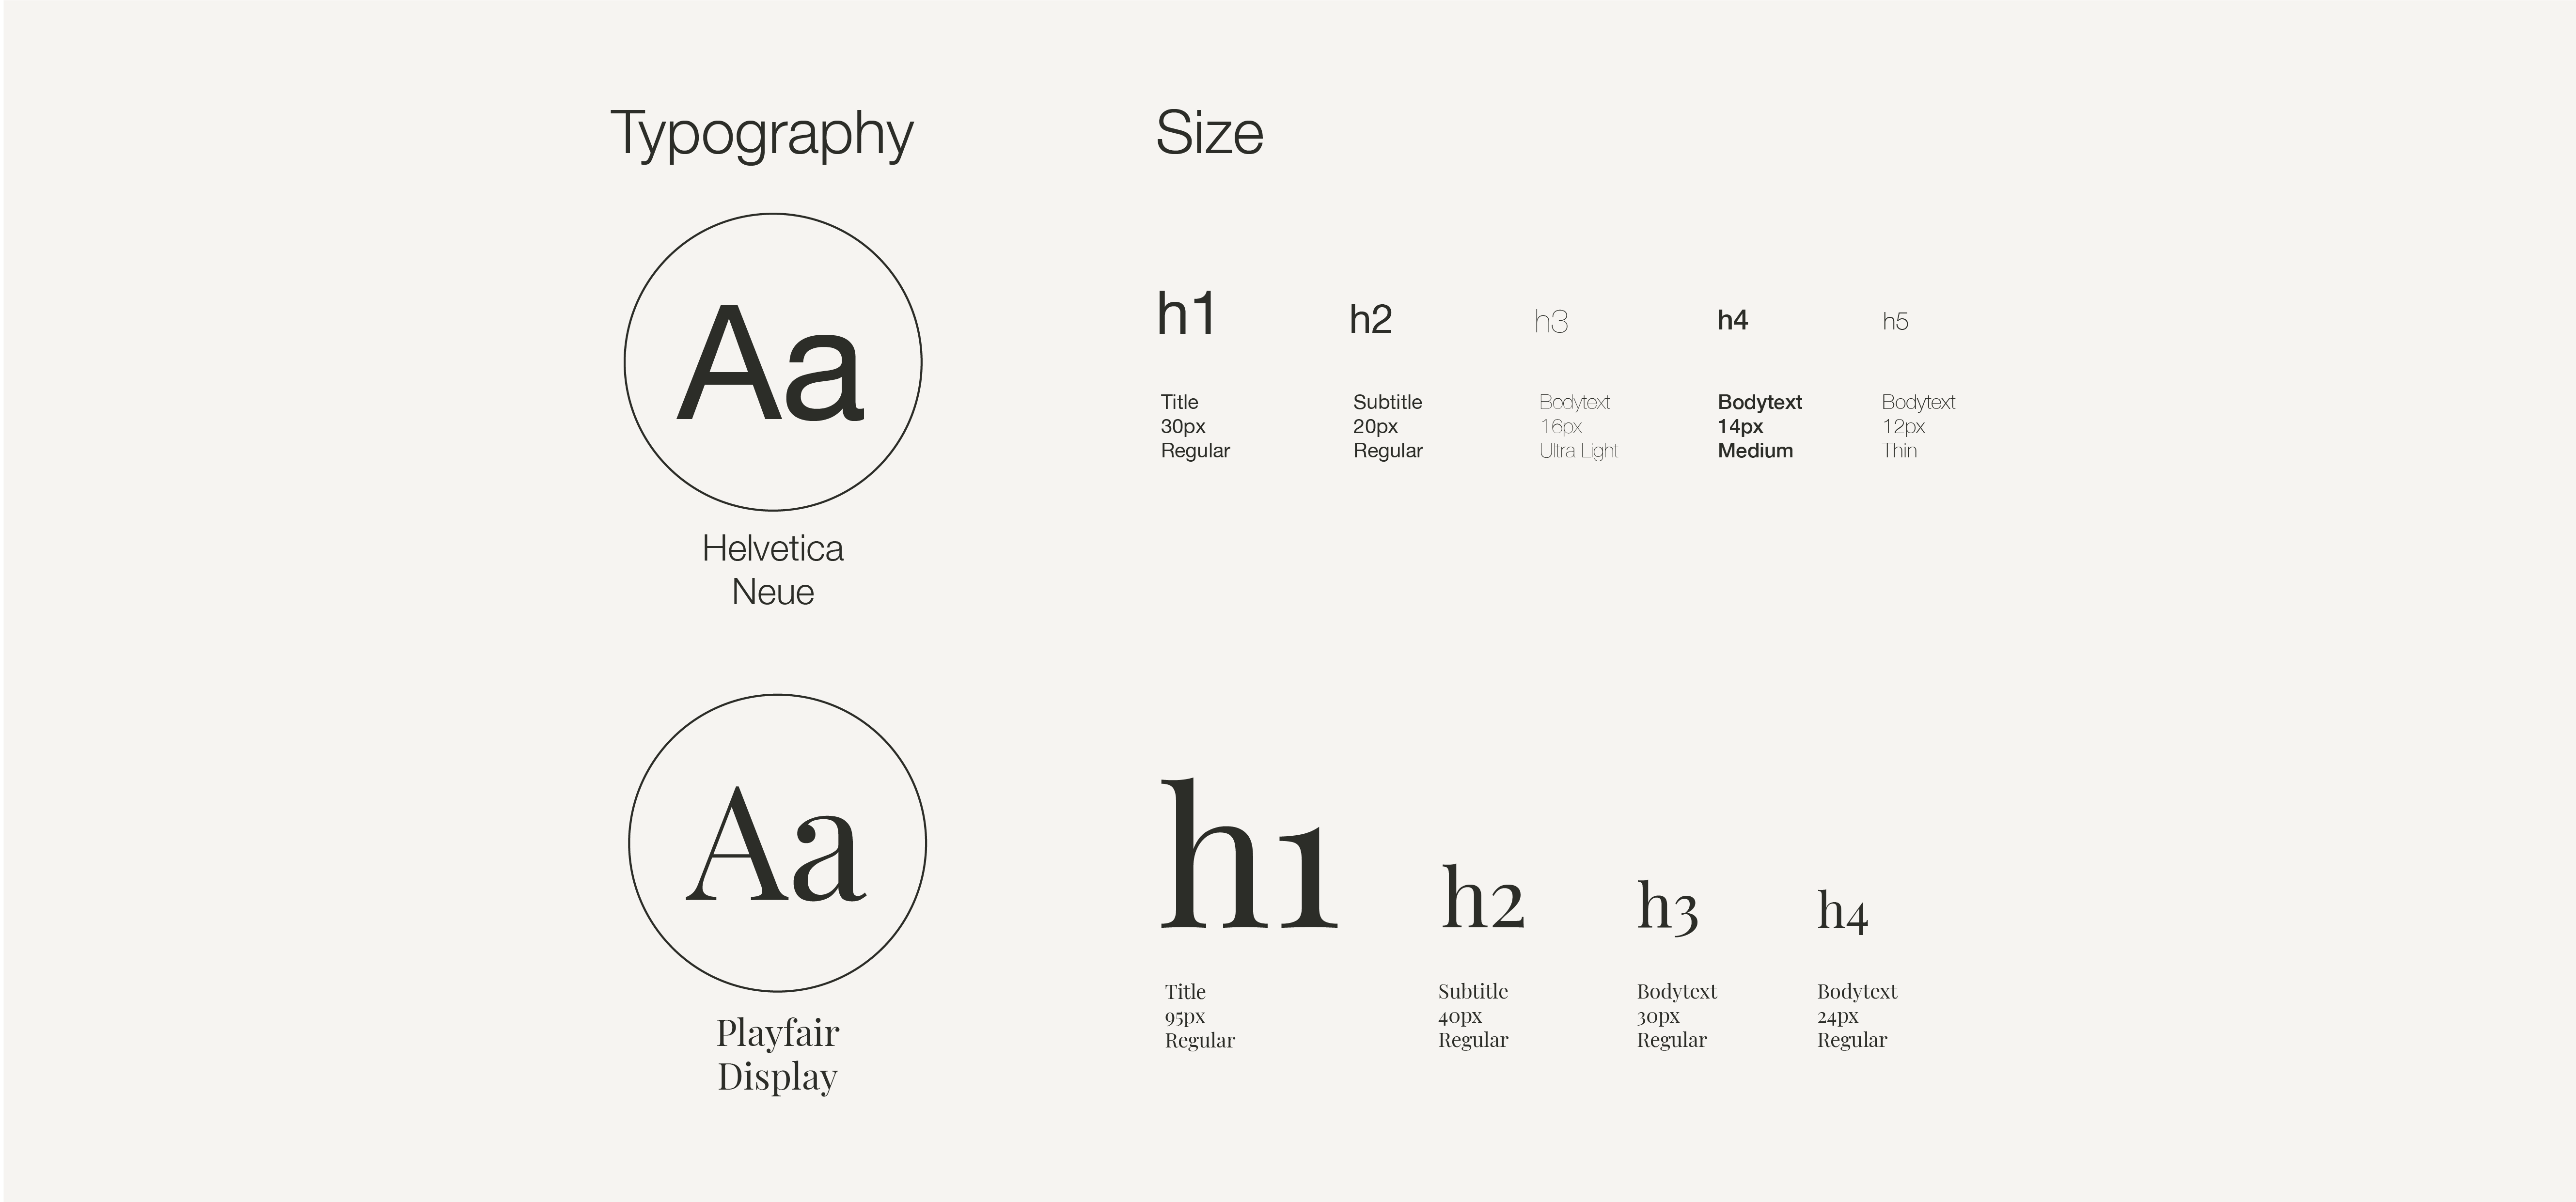 Typography
Size
Aa
Helvetica
Neue
h1
h2
h3
h4
h5
Title
30px
Regular
Subtitle
20px
Regular
Bodytext
16px
Ultra Light
Bodytext
14px
Medium
Bodytext
12px
Thin
Aa
Playfair
Display
h1
h2
h3
h4
Title
95px
Regular
Subtitle
40px
Regular
Bodytext
30px
Regular
Bodytext
24px
Regular